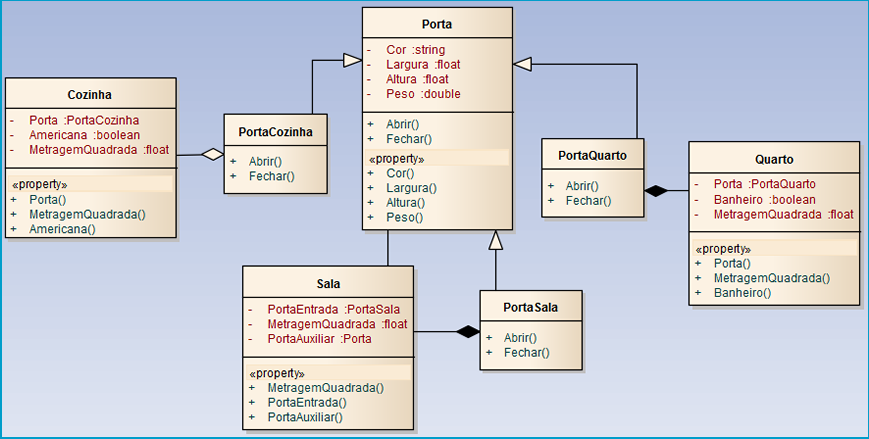 Porta
- Cor :string
- Largura :float
- Altura :float
- Peso :double
+ Abrir()
+ Fechar()
«property»
+ Cor()
+ Largura()
+ Altura()
+ Peso()
Cozinha
- Porta :PortaCozinha
- Americana :boolean
- MetragemQuadrada :float
«property»
+ Porta()
+ MetragemQuadrada()
+ Americana()
PortaCozinha
+ Abrir()
+ Fechar()
PortaQuarto
+ Abrir()
+ Fechar()
Quarto
- Porta :PortaQuarto
- Banheiro :boolean
- MetragemQuadrada :float
«property»
+ Porta()
+ MetragemQuadrada()
+ Banheiro()
Sala
- PortaEntrada :PortaSala
- MetragemQuadrada :float
- PortaAuxiliar :Porta
«property»
+ MetragemQuadrada()
+ PortaEntrada()
+ PortaAuxiliar()
PortaSala
+ Abrir()
+ Fechar()